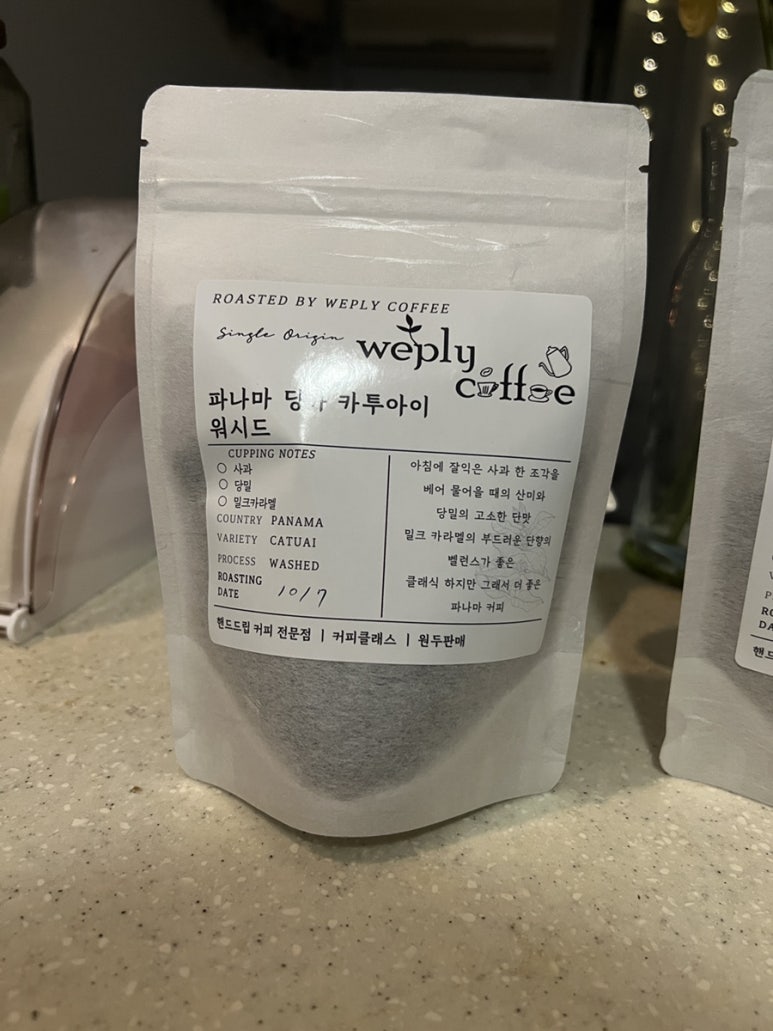 ROASTED BY WEPLY COFFEE
Single Origin
weply
coffee
파나마 카투아이
워시드
CUPPING NOTES
사과
당밀
밀크카라멜
COUNTRY PANAMA
VARIETY CATUAI
PROCESS WASHED
ROASTING
DATE 10/7
아침에 잘익은 사과 한 조각을
베어 물어을 때의 산미와
당밀의 고소한 단맛
밀크 카라멜의 부드러운 단향의
벨런스가 좋은
클래식 하지만 그래서 더 좋은
파나마 커피
핸드드립 커피 전문점 | 커피클래스 | 원두판매